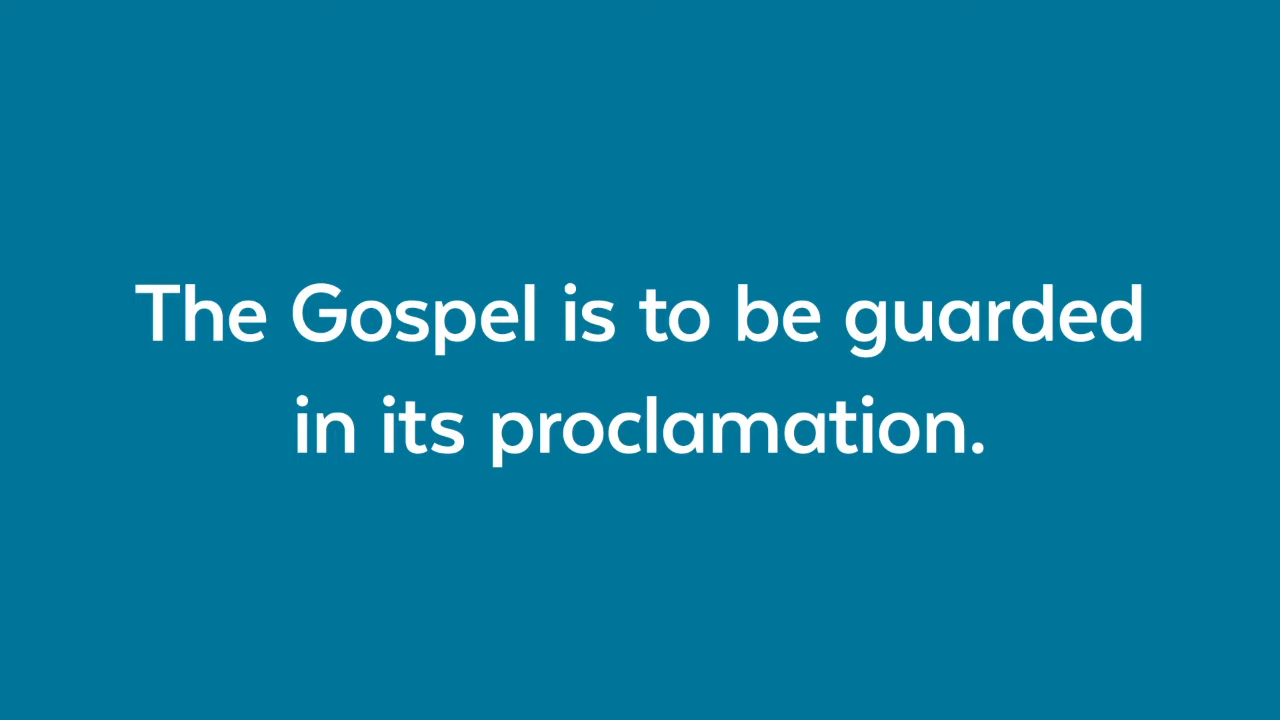 The Gospel is to be guarded
in its proclamation.